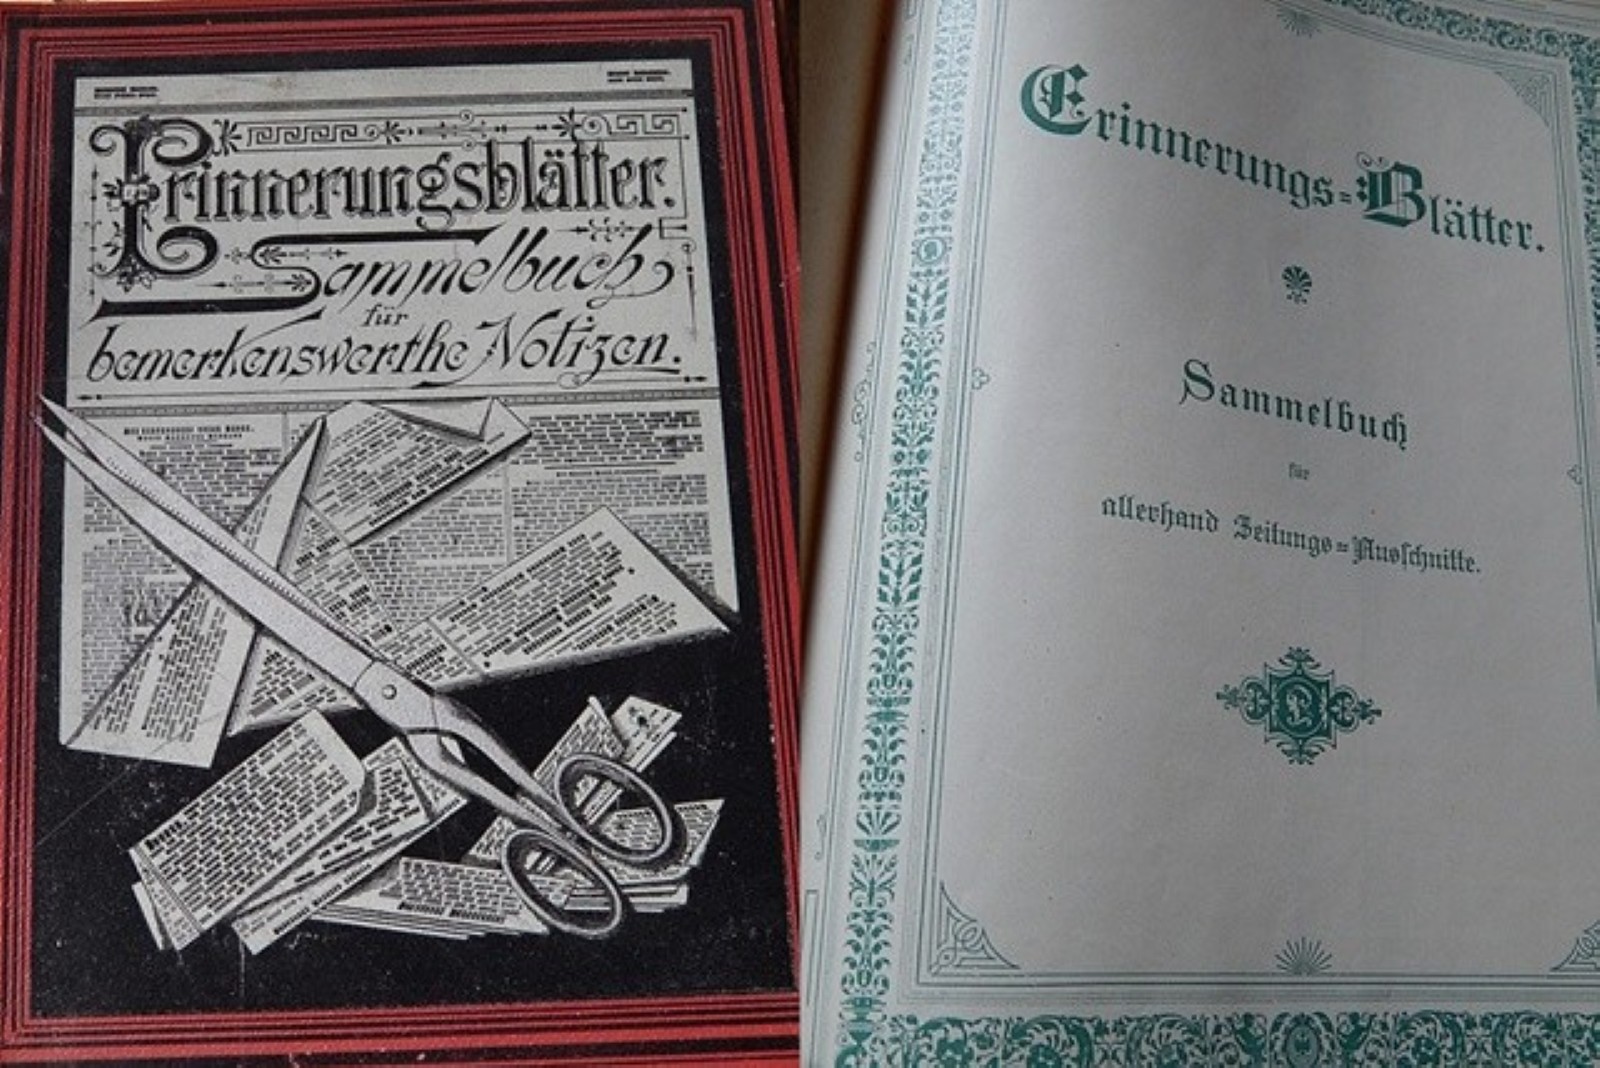 Erinnerungsblätter.
Sammelbuch
für
bemerkenswerthe Notizen.
Erinnerungs=Blätter.
Sammelbuch
für
allerhand Zeitungs=Ausschnitte.